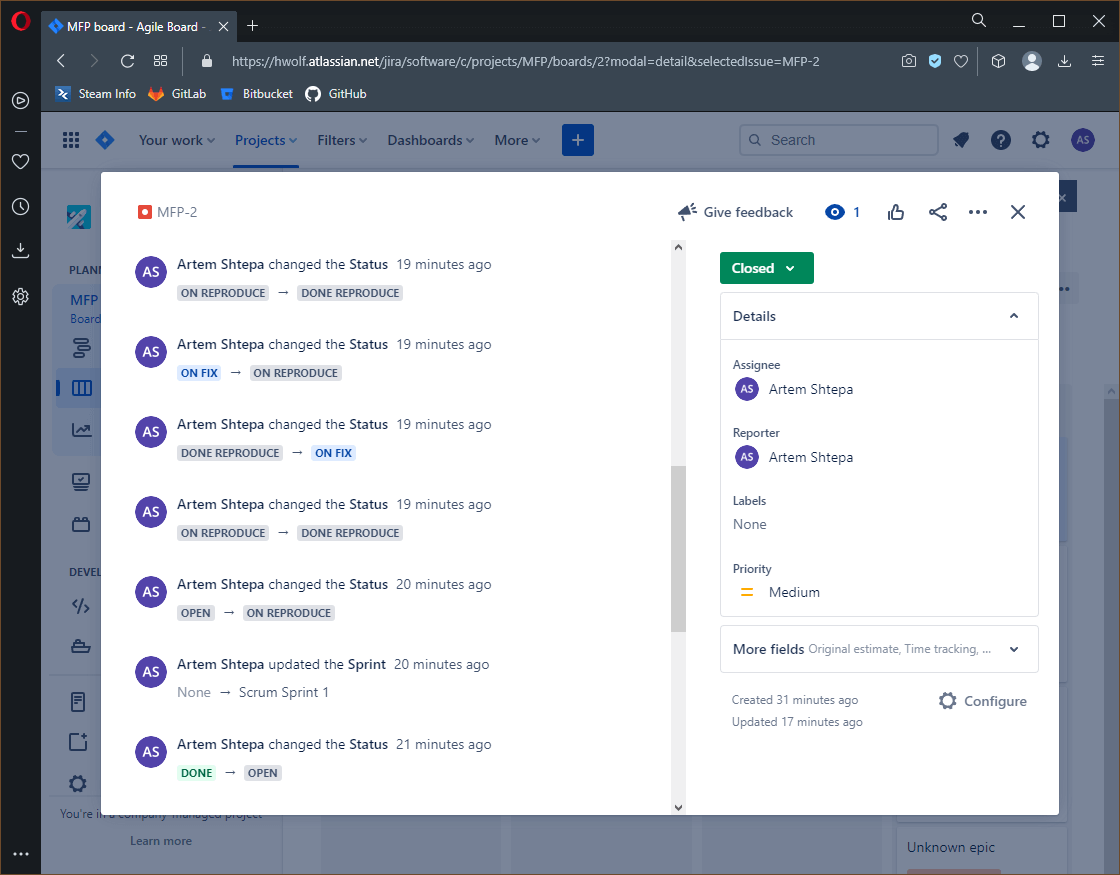 MFP board - Agile Board -
https://hwolf.atlassian.net/jira/software/c/projects/MFP/boards/2?modal=detail&selectedIssue=MFP-2
Steam Info GitLab Bitbucket GitHub
Your work Projects Filters Dashboards More Search AS
MFP-2 Give feedback 1
PLANN
MFP
Board
DEVEL
AS Artem Shtepa changed the Status 19 minutes ago
ON REPRODUCE → DONE REPRODUCE
AS Artem Shtepa changed the Status 19 minutes ago
ON FIX → ON REPRODUCE
AS Artem Shtepa changed the Status 19 minutes ago
DONE REPRODUCE → ON FIX
AS Artem Shtepa changed the Status 19 minutes ago
ON REPRODUCE → DONE REPRODUCE
AS Artem Shtepa changed the Status 20 minutes ago
OPEN → ON REPRODUCE
AS Artem Shtepa updated the Sprint 20 minutes ago
None → Scrum Sprint 1
AS Artem Shtepa changed the Status 21 minutes ago
DONE → OPEN
Closed
Details
Assignee
AS Artem Shtepa
Reporter
AS Artem Shtepa
Labels
None
Priority
Medium
More fields Original estimate, Time tracking, ...
Created 31 minutes ago Configure
Updated 17 minutes ago
You're in a company-managed project
Learn more
Unknown epic